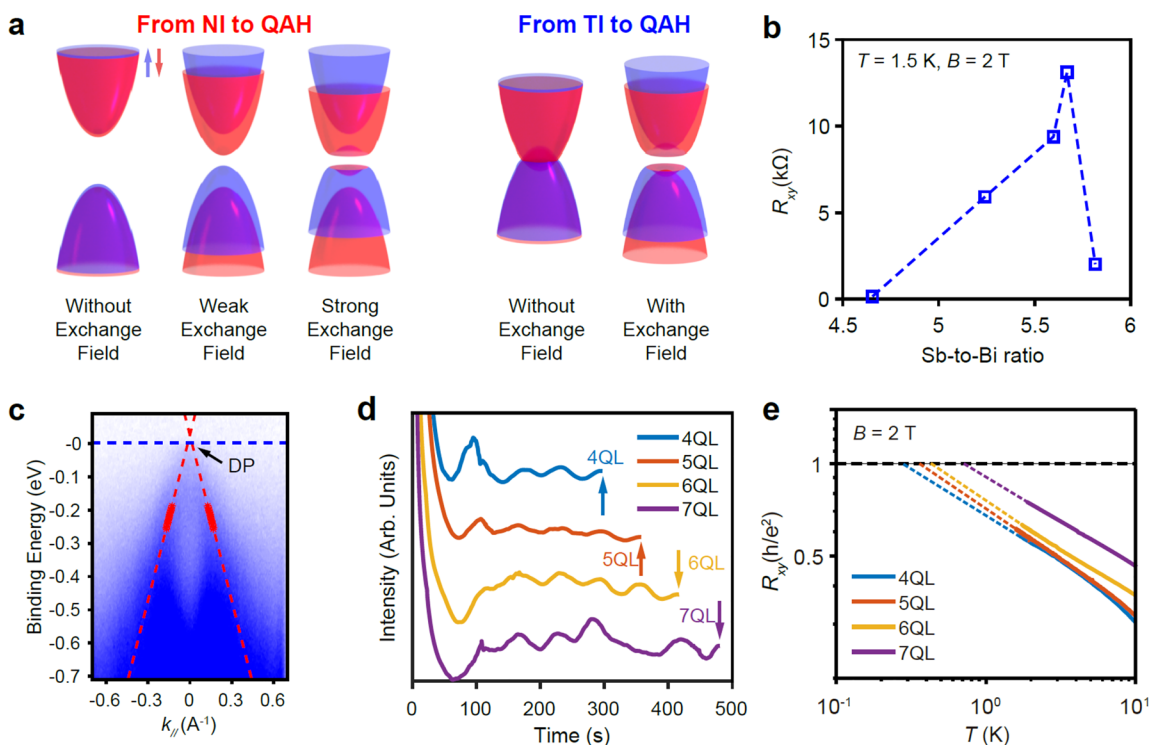 a
From NI to QAH
From TI to QAH
Without
Exchange
Field
Weak
Exchange
Field
Strong
Exchange
Field
Without
Exchange
Field
With
Exchange
Field
b
T = 1.5 K, B = 2 T
15
10
5
0
Rxy(kΩ)
4.5 5 5.5 6
Sb-to-Bi ratio
c
DP
-0
-0.1
-0.2
-0.3
-0.4
-0.5
-0.6
-0.7
Binding Energy (eV)
-0.6 -0.3 0 0.3 0.6
k//(A⁻¹)
d
4QL
5QL
6QL
7QL
4QL
5QL
6QL
7QL
Intensity (Arb. Units)
0 100 200 300 400 500
Time (s)
e
B = 2 T
1
0.5
Rxy(h/e²)
4QL
5QL
6QL
7QL
10⁻¹ 10⁰ 10¹
T (K)